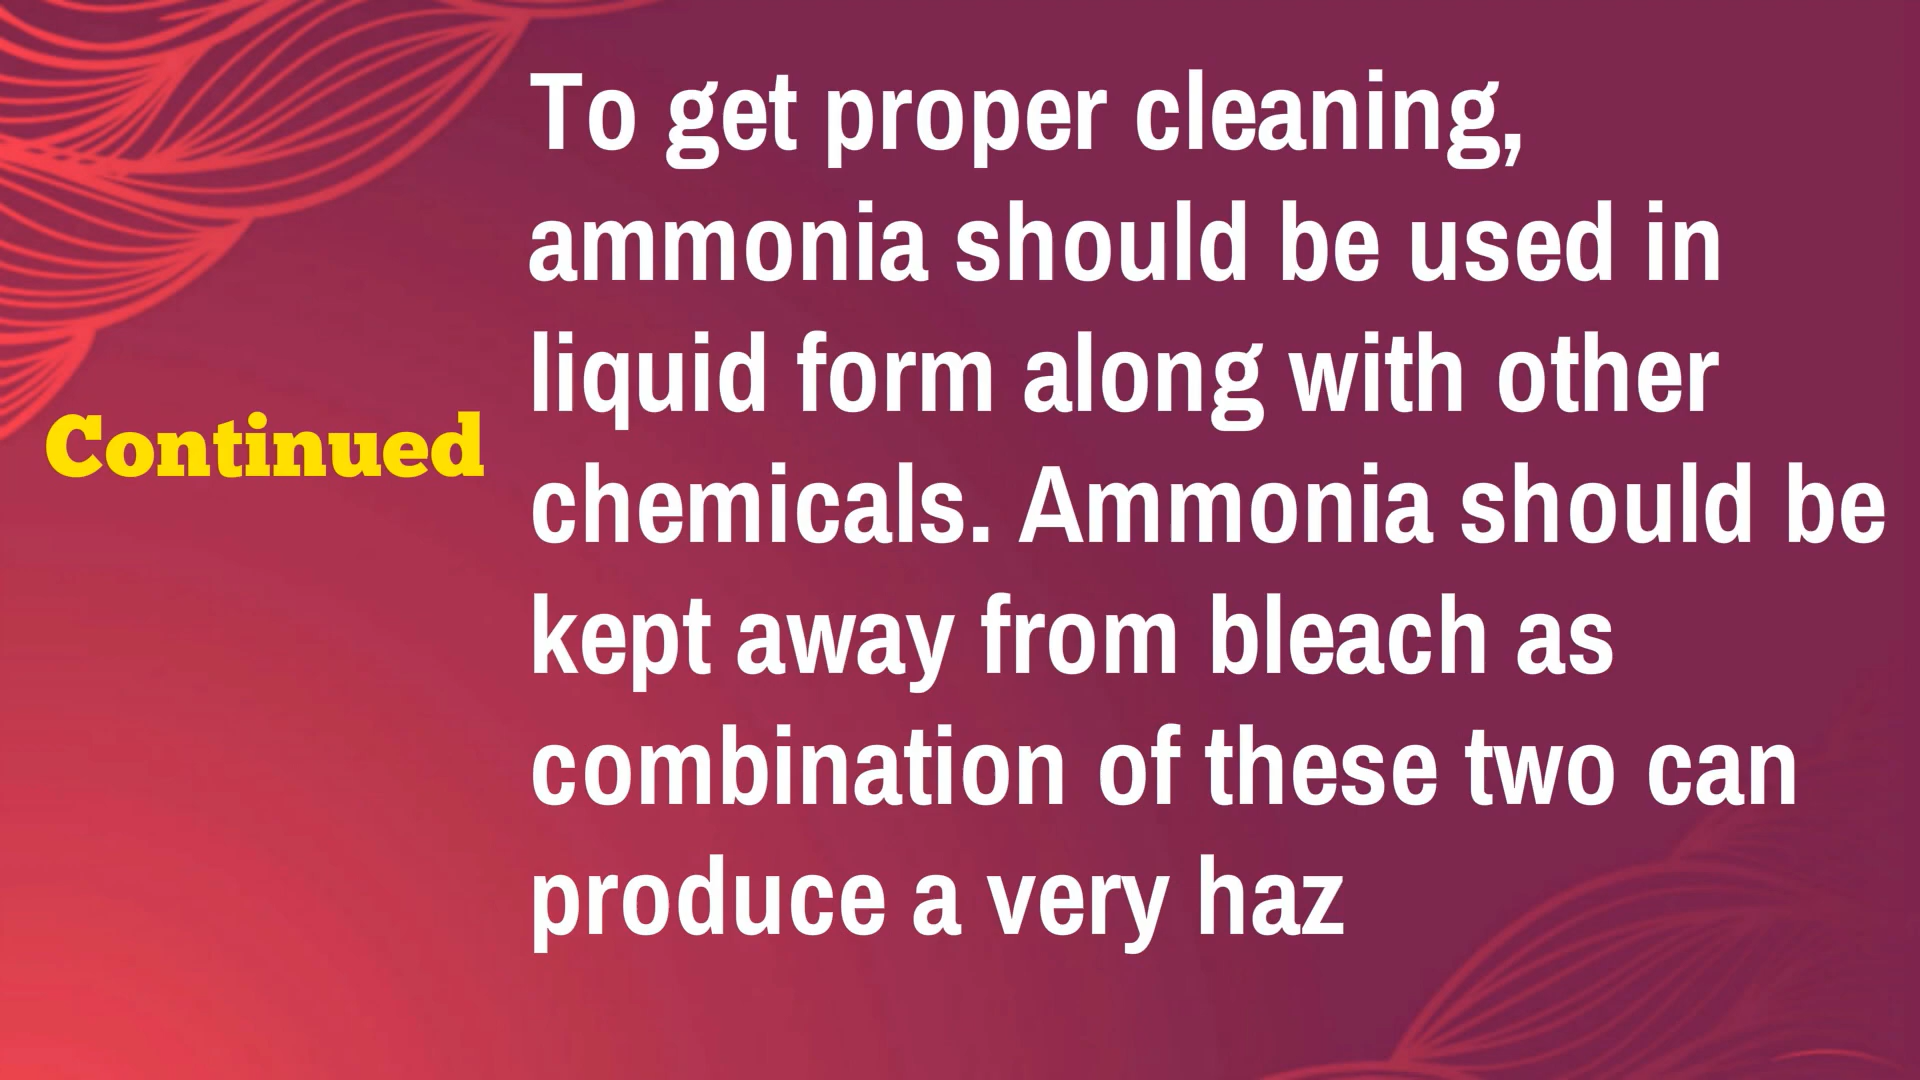 Continued
To get proper cleaning,
ammonia should be used in
liquid form along with other
chemicals. Ammonia should be
kept away from bleach as
combination of these two can
produce a very haz